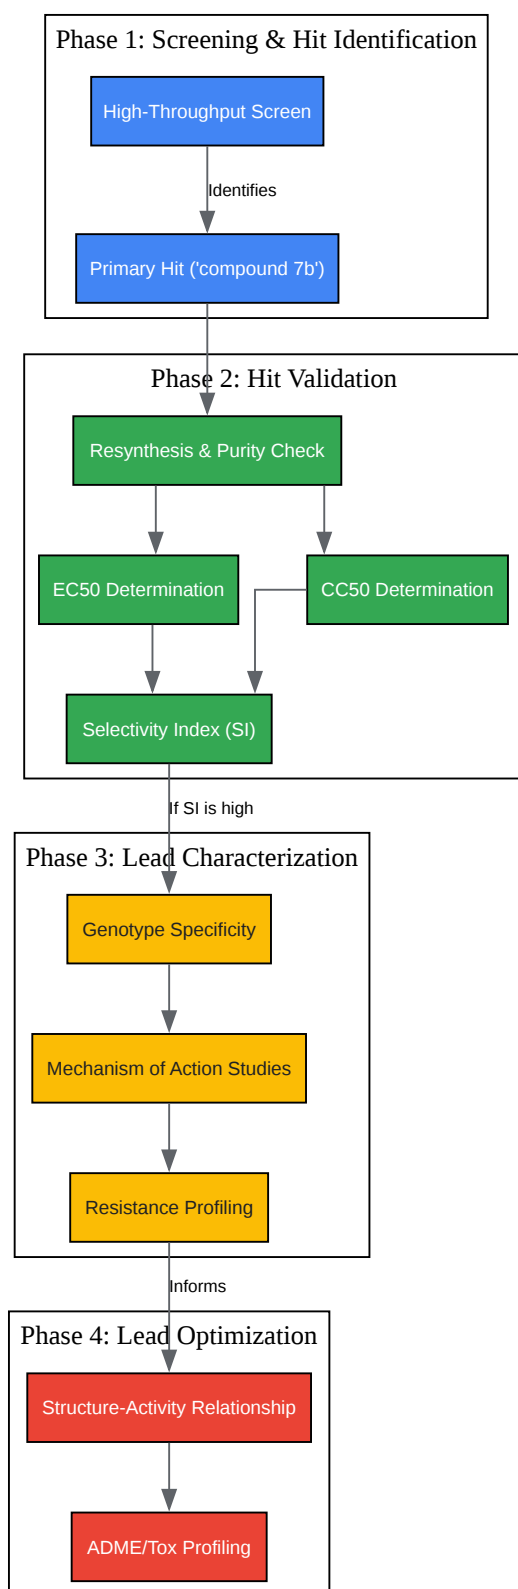 Phase 1: Screening & Hit Identification
High-Throughput Screen
Identifies
Primary Hit ('compound 7b')
Phase 2: Hit Validation
Resynthesis & Purity Check
EC50 Determination
CC50 Determination
Selectivity Index (SI)
If SI is high
Phase 3: Lead Characterization
Genotype Specificity
Mechanism of Action Studies
Resistance Profiling
Informs
Phase 4: Lead Optimization
Structure-Activity Relationship
ADME/Tox Profiling